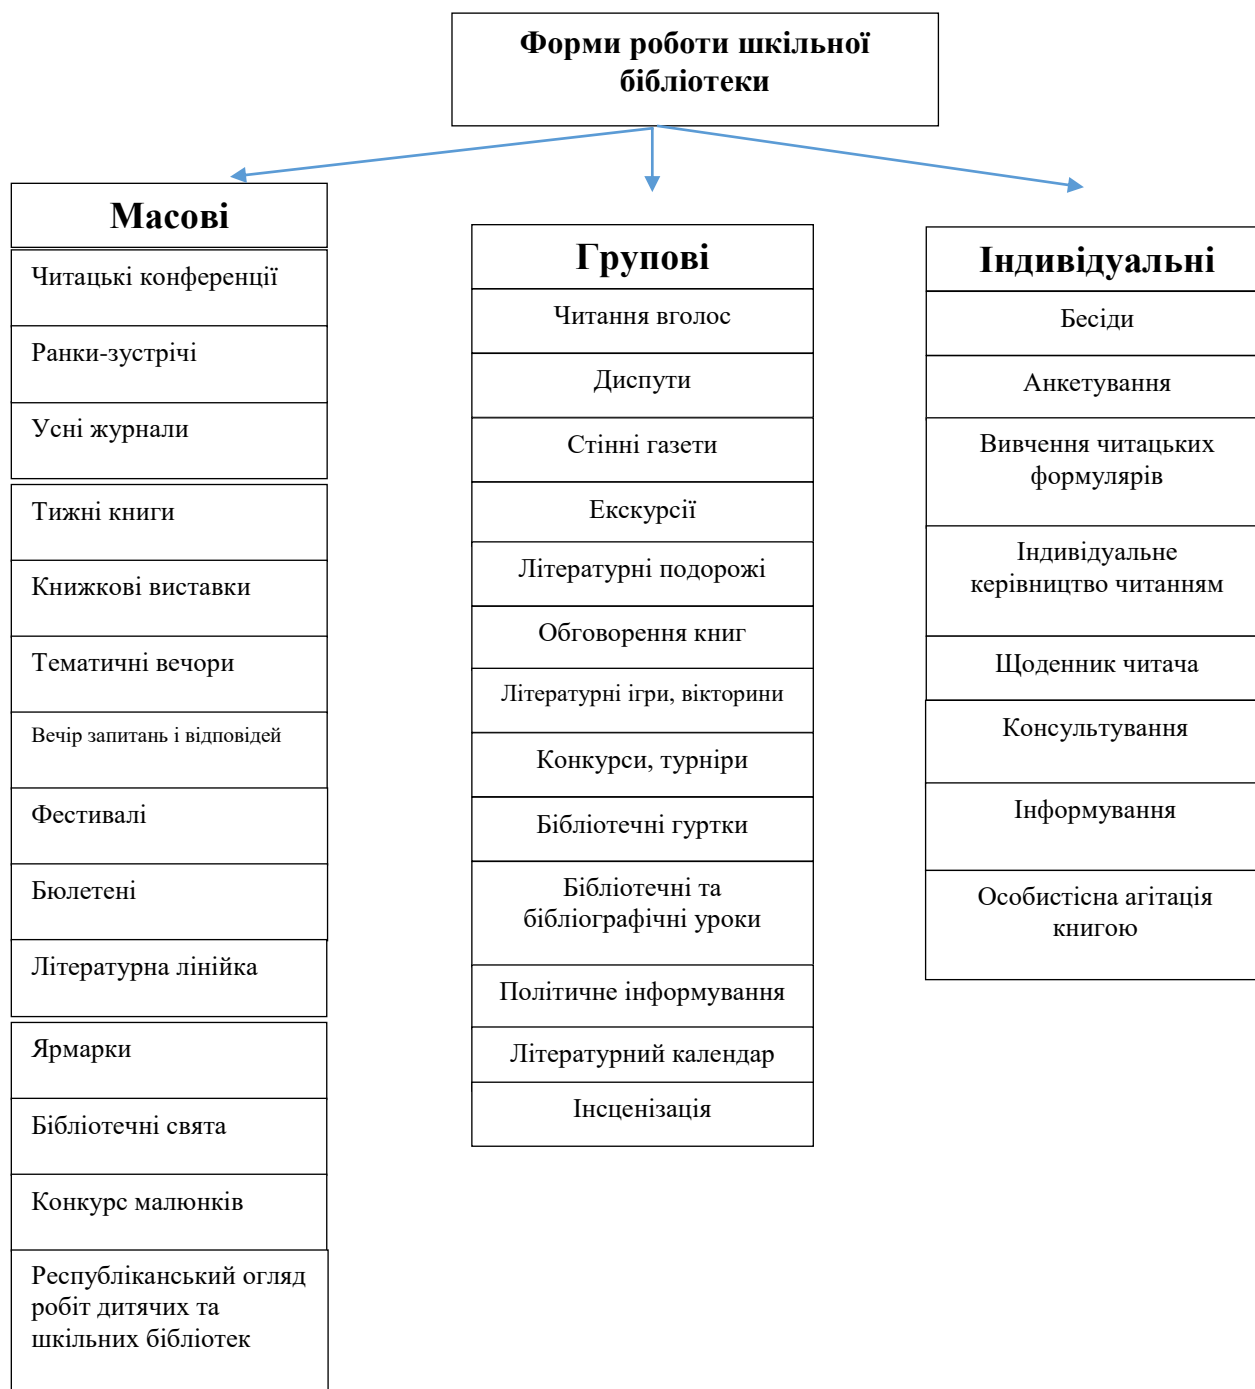 Форми роботи шкільної
бібліотеки
Масові
Читацькі конференції
Ранки-зустрічі
Усні журнали
Тижні книги
Книжкові виставки
Тематичні вечори
Вечір запитань і відповідей
Фестивалі
Бюлетені
Літературна лінійка
Ярмарки
Бібліотечні свята
Конкурс малюнків
Республіканський огляд
робіт дитячих та
шкільних бібліотек
Групові
Читання вголос
Диспути
Стінні газети
Екскурсії
Літературні подорожі
Обговорення книг
Літературні ігри, вікторини
Конкурси, турніри
Бібліотечні гуртки
Бібліотечні та
бібліографічні уроки
Політичне інформування
Літературний календар
Інсценізація
Індивідуальні
Бесіди
Анкетування
Вивчення читацьких
формулярів
Індивідуальне
керівництво читанням
Щоденник читача
Консультування
Інформування
Особистісна агітація
книгою